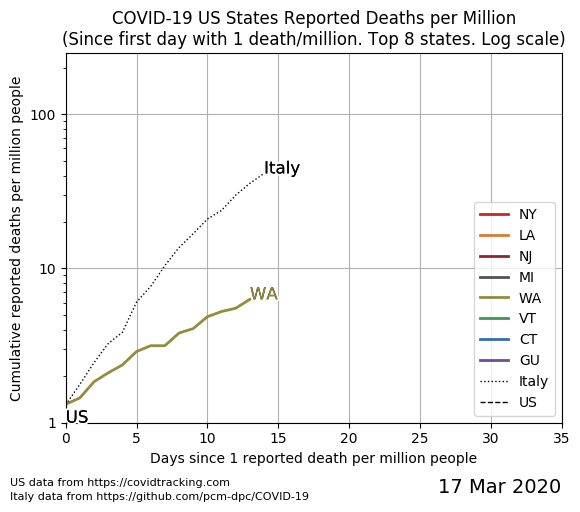 COVID-19 US States Reported Deaths per Million
(Since first day with 1 death/million. Top 8 states. Log scale)
Cumulative reported deaths per million people
100
10
1
Italy
WA
US
NY
LA
NJ
MI
WA
VT
CT
GU
Italy
US
0 5 10 15 20 25 30 35
Days since 1 reported death per million people
US data from https://covidtracking.com
Italy data from https://github.com/pcm-dpc/COVID-19
17 Mar 2020